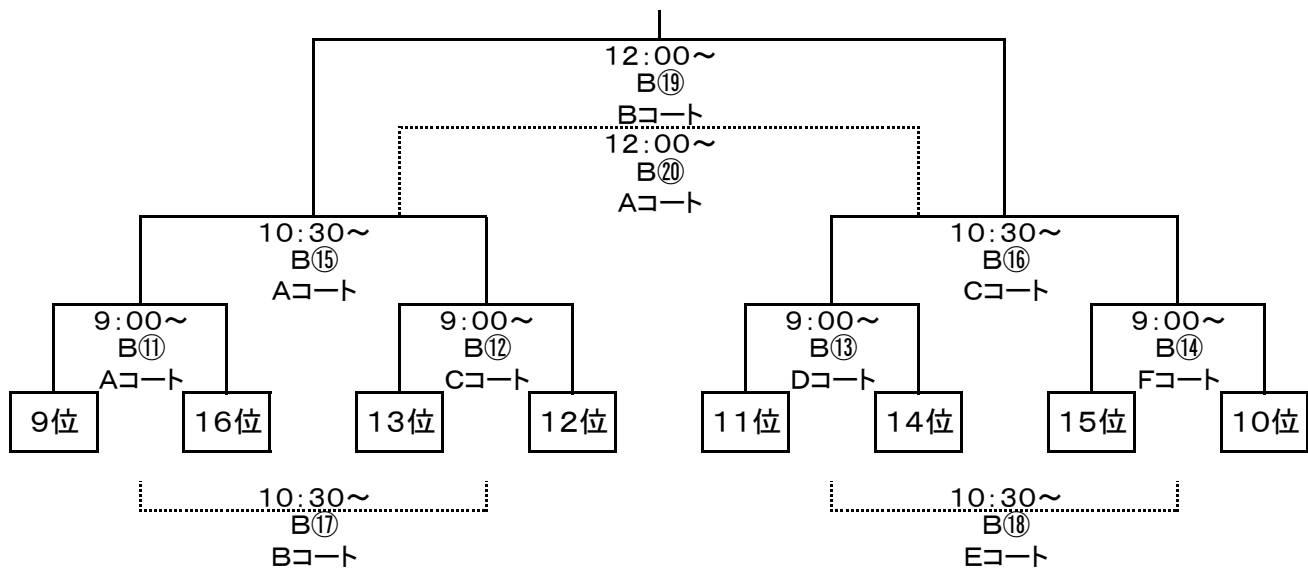 12:00～
B⑲
Bコート
12:00～
B⑳
Aコート
10:30～
B⑮
Aコート
10:30～
B⑯
Cコート
9:00～
B⑪
Aコート
9:00～
B⑫
Cコート
9:00～
B⑬
Dコート
9:00～
B⑭
Fコート
9位
16位
13位
12位
11位
14位
15位
10位
10:30～
B⑰
Bコート
10:30～
B⑱
Eコート